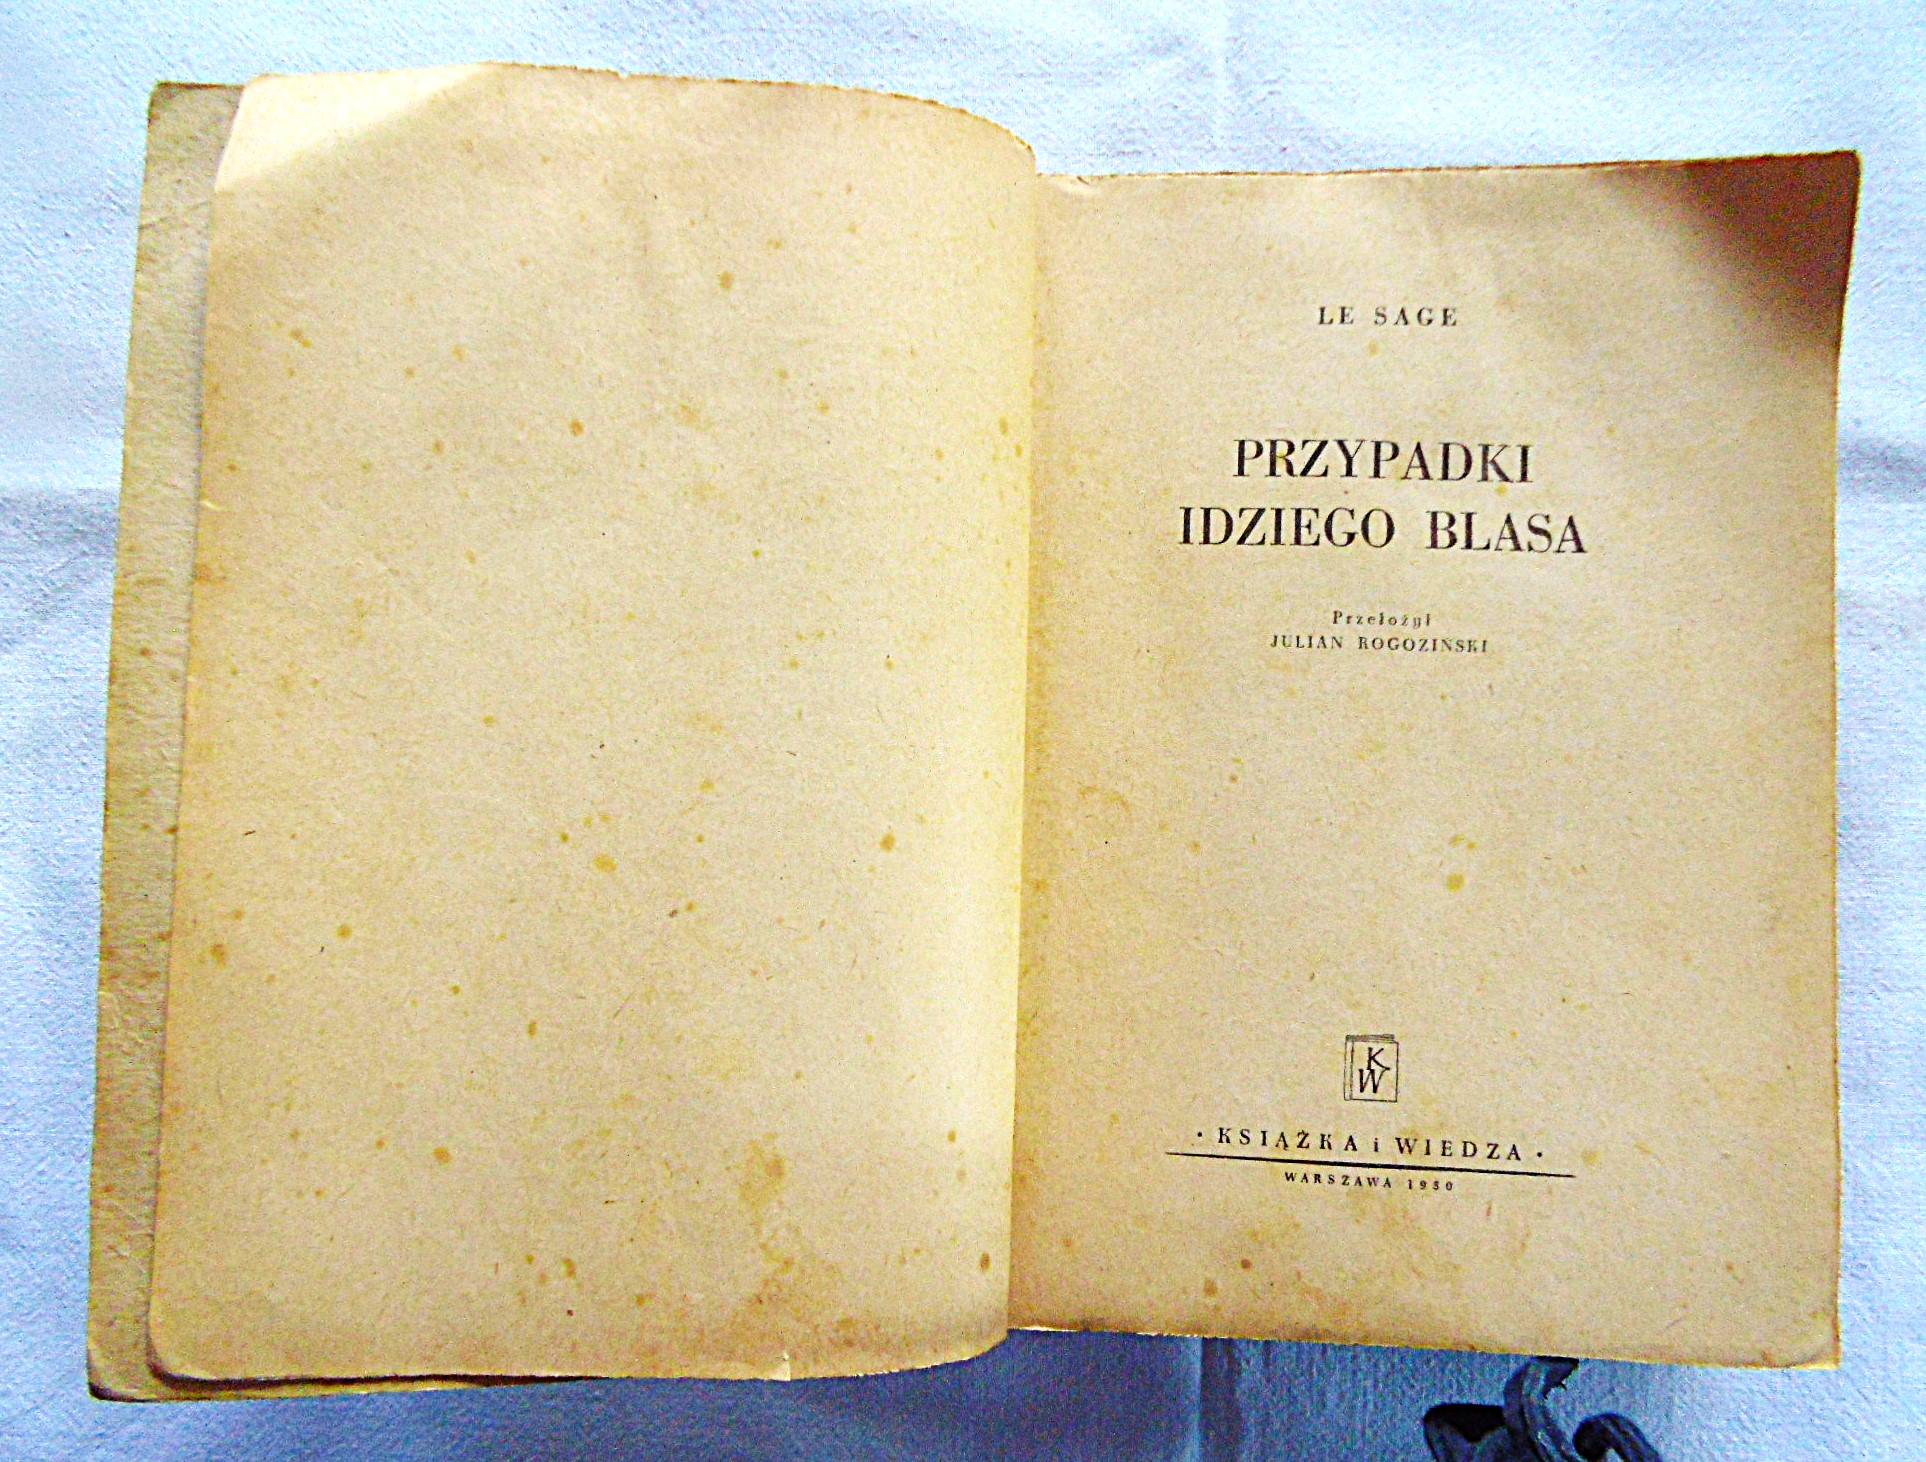 LE SAGE
PRZYPADKI
IDZIEGO BLASA
Przełożył
JULIAN ROGOZIŃSKI
KW
· KSIĄŻKA i WIEDZA ·
WARSZAWA 1950